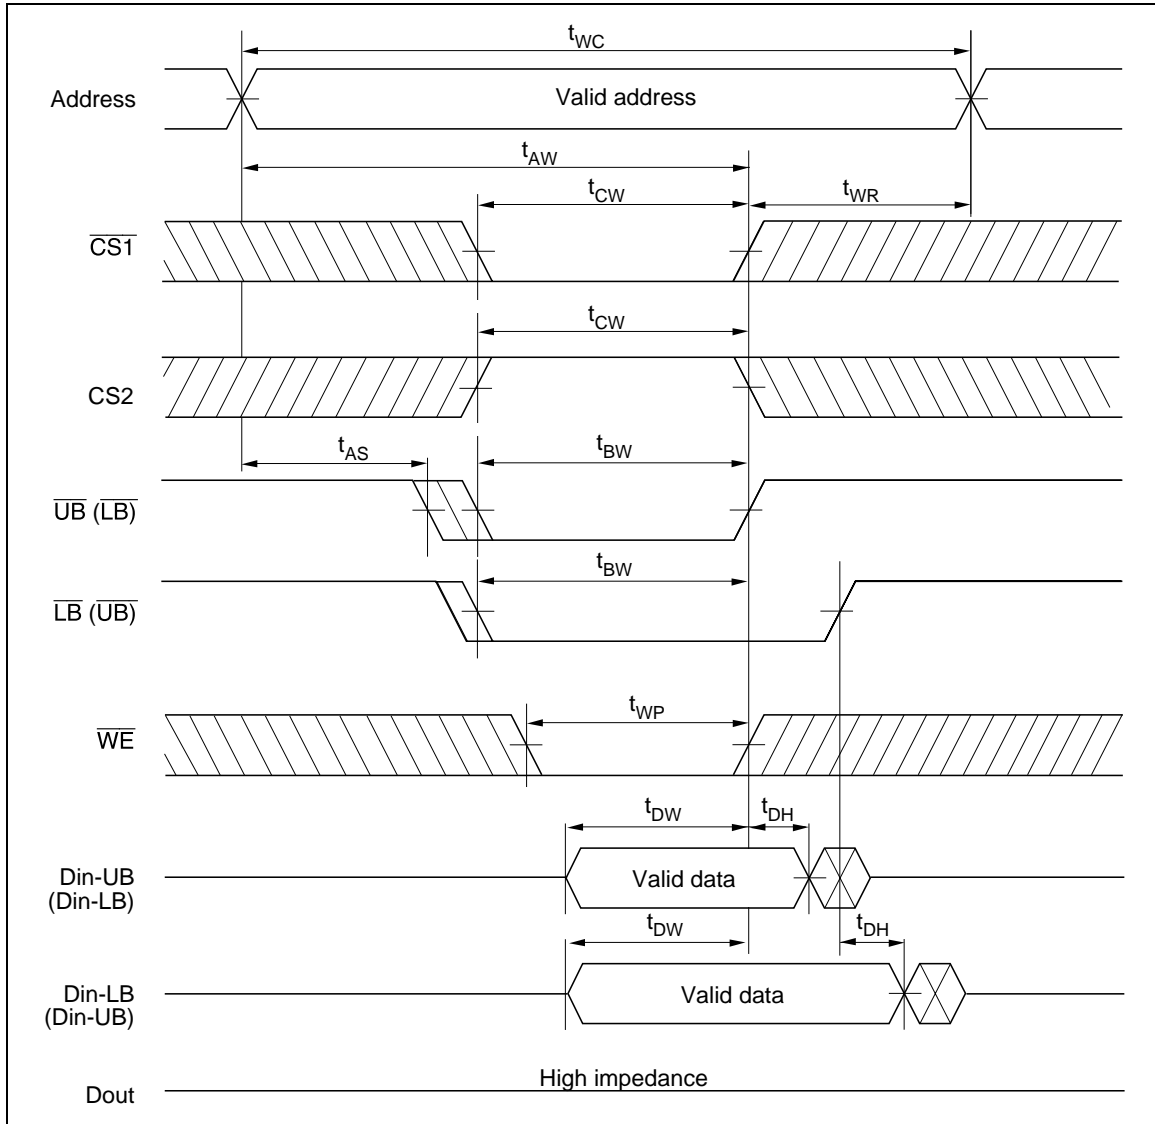 tWC
Address
Valid address
tAW
tCW
tWR
CS1
tCW
CS2
tAS
tBW
UB (LB)
tBW
LB (UB)
tWP
WE
tDW
tDH
Din-UB
(Din-LB)
Valid data
tDW
tDH
Din-LB
(Din-UB)
Valid data
High impedance
Dout